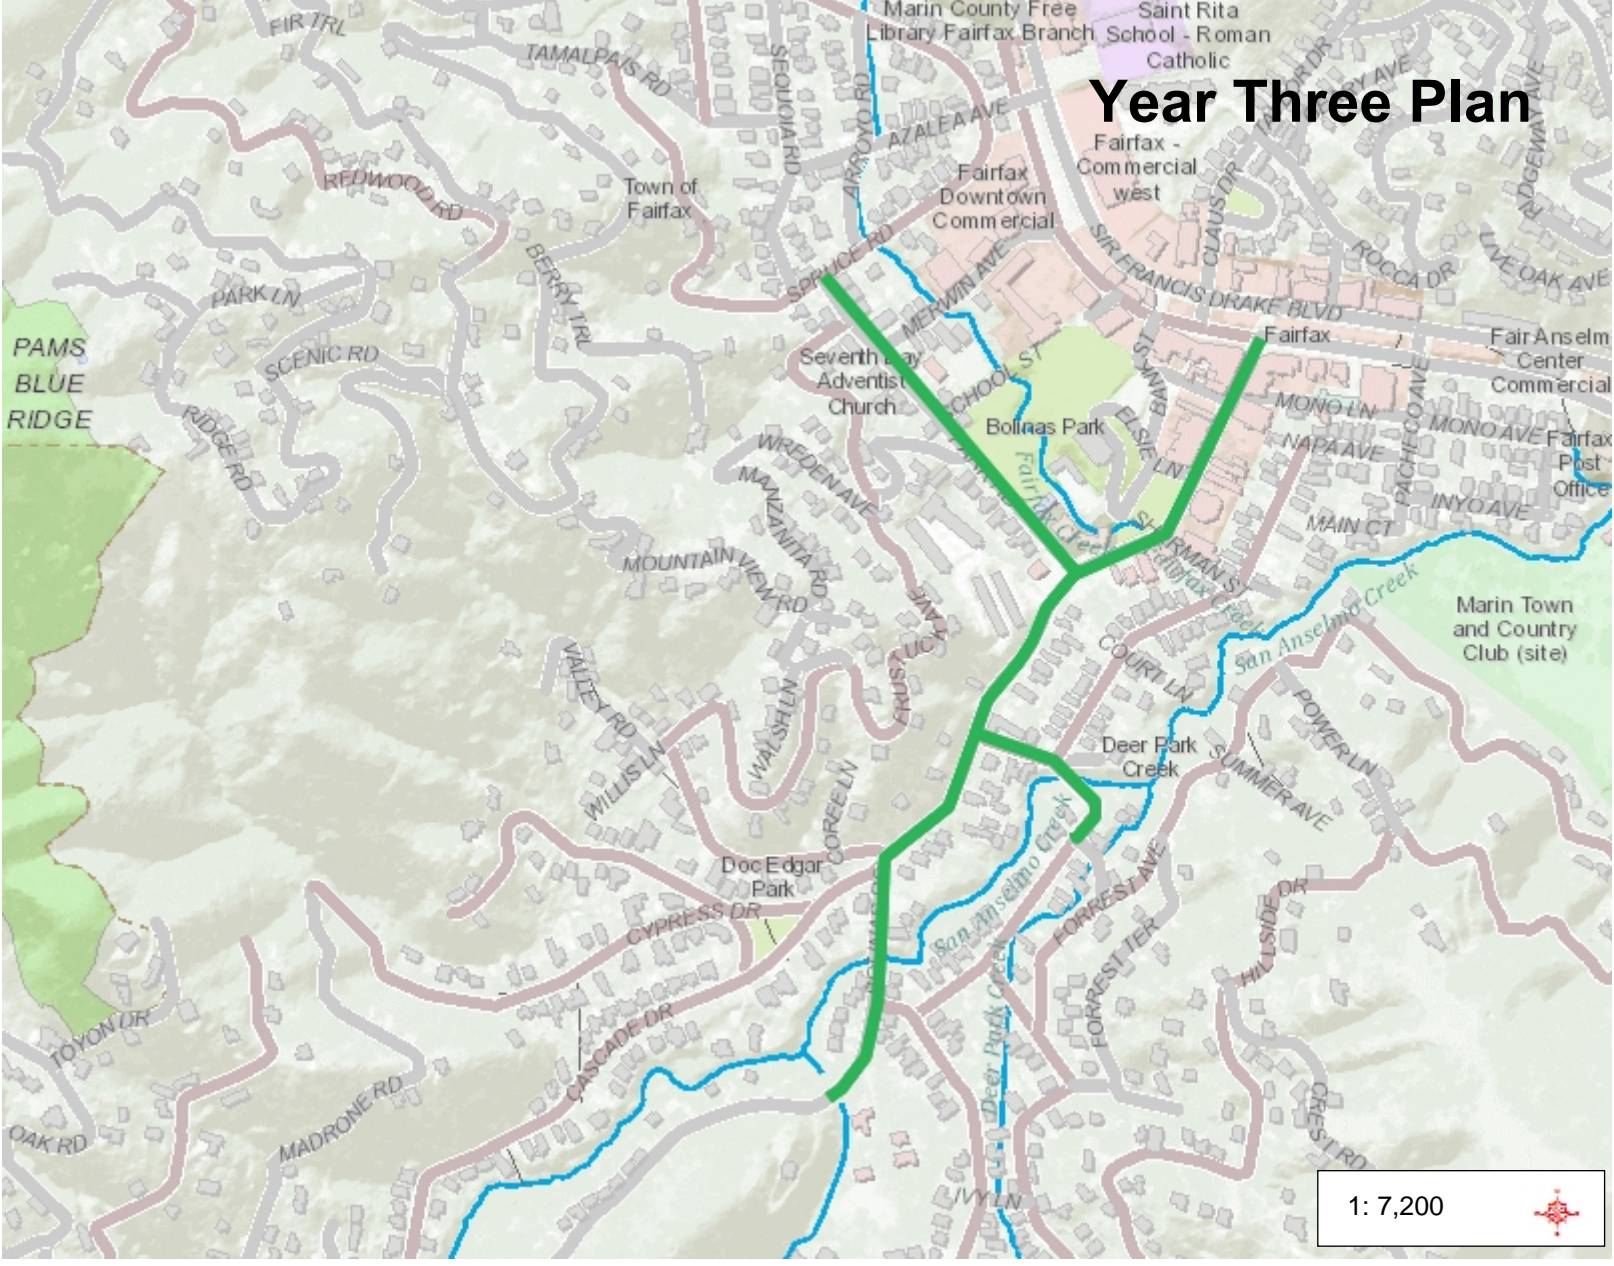 Marin County Free
Library Fairfax Branch
Saint Rita
School - Roman
Catholic
Year Three Plan
FIR TRL
TAMALPAIS RD
SEQUOIA RD
ARROYO RD
AZALEA AVE
Fairfax -
Commercial
west
Fairfax
Downtown
Commercial
CLAUS DR
RIDGEWAY AVE
REDWOOD RD
Town of
Fairfax
SPRUCE RD
BERRY TRL
MERWIN AVE
SIR FRANCIS DRAKE BLVD
ROCCA DR
LIVE OAK AVE
PARK LN
PAMS
BLUE
RIDGE
SCENIC RD
RIDGE RD
Seventh Day
Adventist
Church
SCHOOL ST
Bolinas Park
ELSIE LN
Fairfax
Fair Anselm
Center
Commercial
MONO LN
MONO AVE
NAPA AVE
PACHECO AVE
Fairfax
Post
Office
INYO AVE
MAIN CT
WREDEN AVE
MANZANITA RD
MOUNTAIN VIEW RD
SHERMAN ST
Fairfax Creek
San Anselmo Creek
Marin Town
and Country
Club (site)
COURT LN
VALLEY RD
WILLIS LN
WALSH LN
COREE LN
POWER LN
SUMMER AVE
Deer Park
Creek
San Anselmo Creek
Doc Edgar
Park
CYPRESS DR
CASCADE DR
FORREST AVE
FORREST TER
HILLSIDE DR
Deer Park Creek
TOYON DR
OAK RD
MADRONE RD
CREST RD
IVY LN
1: 7,200